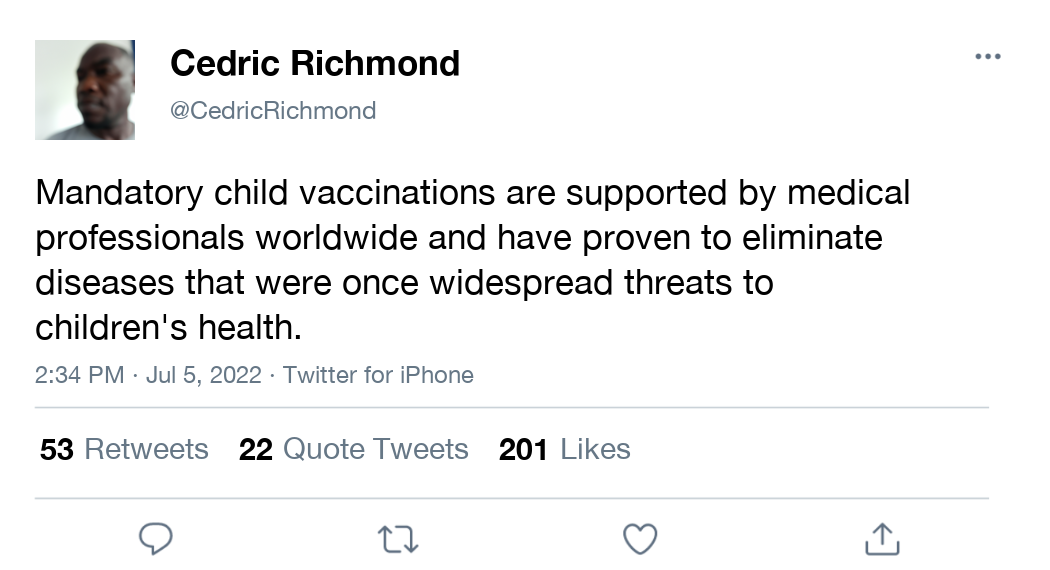 Cedric Richmond
@CedricRichmond
Mandatory child vaccinations are supported by medical
professionals worldwide and have proven to eliminate
diseases that were once widespread threats to
children's health.
2:34 PM · Jul 5, 2022 · Twitter for iPhone
53 Retweets 22 Quote Tweets 201 Likes